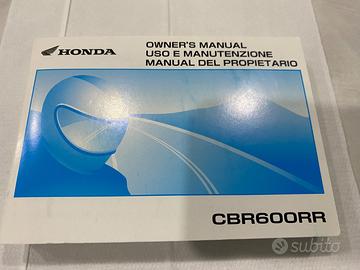 HONDA
OWNER'S MANUAL
USO E MANUTENZIONE
MANUAL DEL PROPIETARIO
CBR600RR
subito